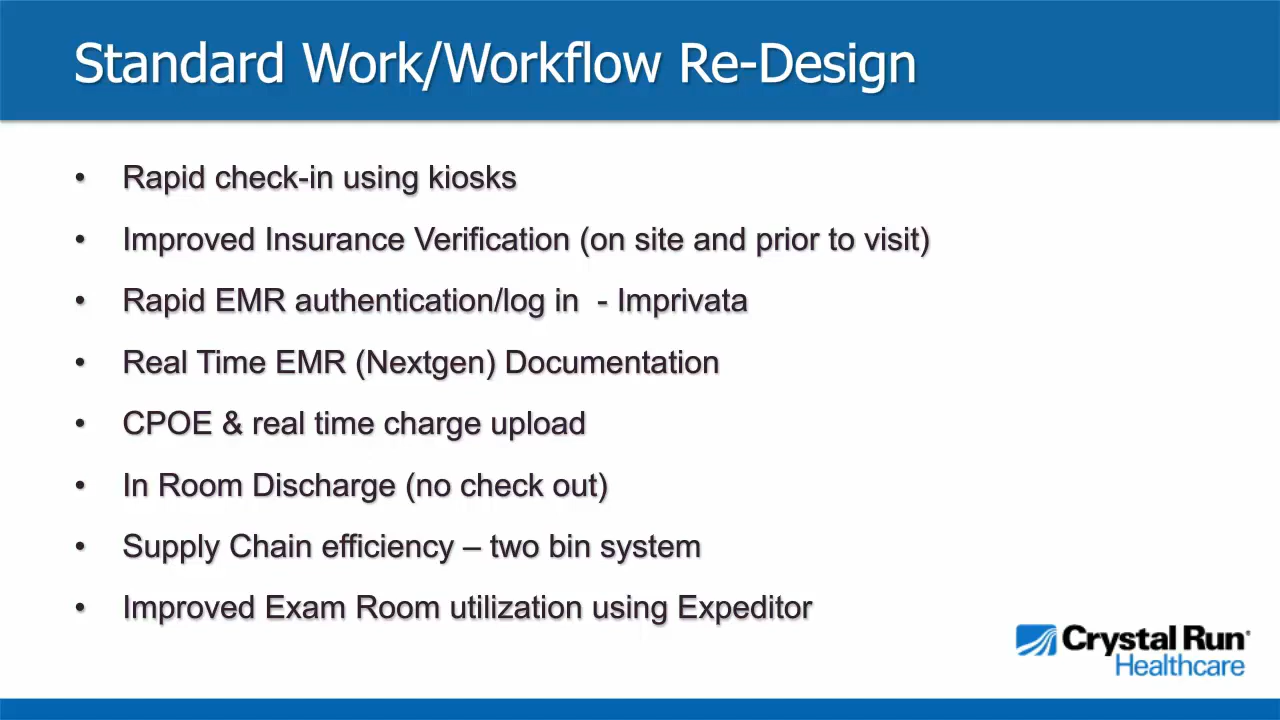 Standard Work/Workflow Re-Design
• Rapid check-in using kiosks
• Improved Insurance Verification (on site and prior to visit)
• Rapid EMR authentication/log in  - Imprivata
• Real Time EMR (Nextgen) Documentation
• CPOE & real time charge upload
• In Room Discharge (no check out)
• Supply Chain efficiency – two bin system
• Improved Exam Room utilization using Expeditor
Crystal Run®
Healthcare